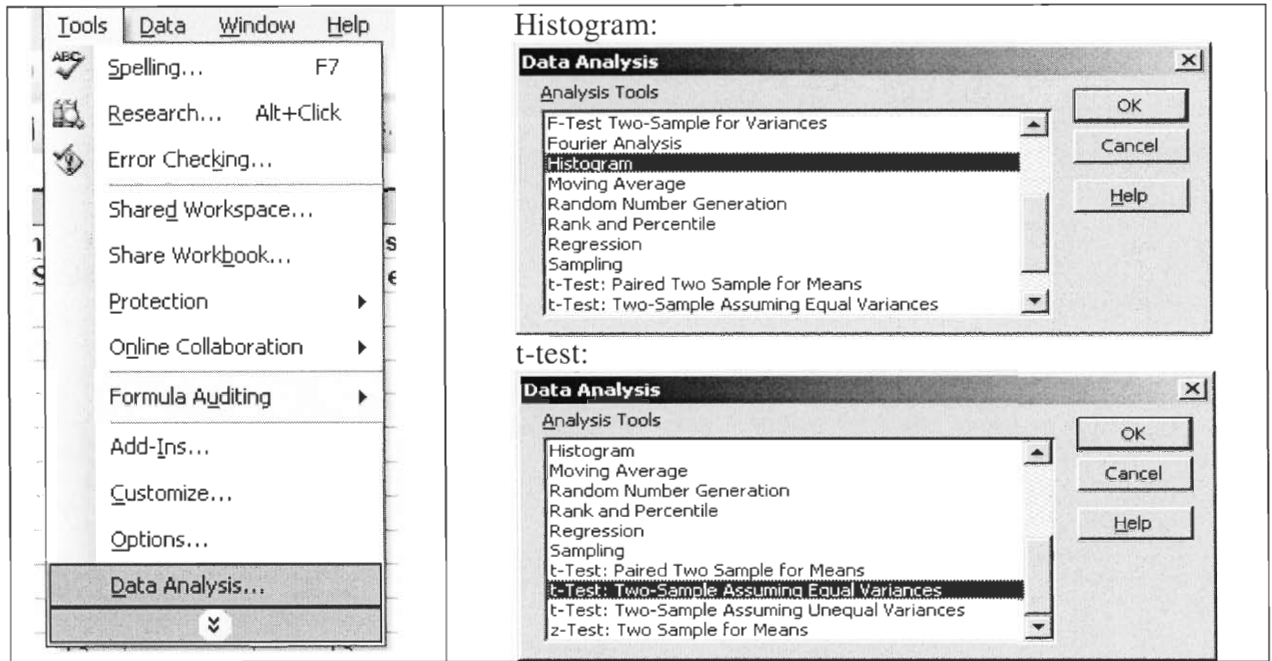 Tools Data Window Help
Spelling... F7
Research... Alt+Click
Error Checking...
Shared Workspace...
Share Workbook...
Protection
Online Collaboration
Formula Auditing
Add-Ins...
Customize...
Options...
Data Analysis...
Histogram:
Data Analysis
Analysis Tools
F-Test Two-Sample for Variances
Fourier Analysis
Histogram
Moving Average
Random Number Generation
Rank and Percentile
Regression
Sampling
t-Test: Paired Two Sample for Means
t-Test: Two-Sample Assuming Equal Variances
OK
Cancel
Help
t-test:
Data Analysis
Analysis Tools
Histogram
Moving Average
Random Number Generation
Rank and Percentile
Regression
Sampling
t-Test: Paired Two Sample for Means
t-Test: Two-Sample Assuming Equal Variances
t-Test: Two-Sample Assuming Unequal Variances
z-Test: Two Sample for Means
OK
Cancel
Help